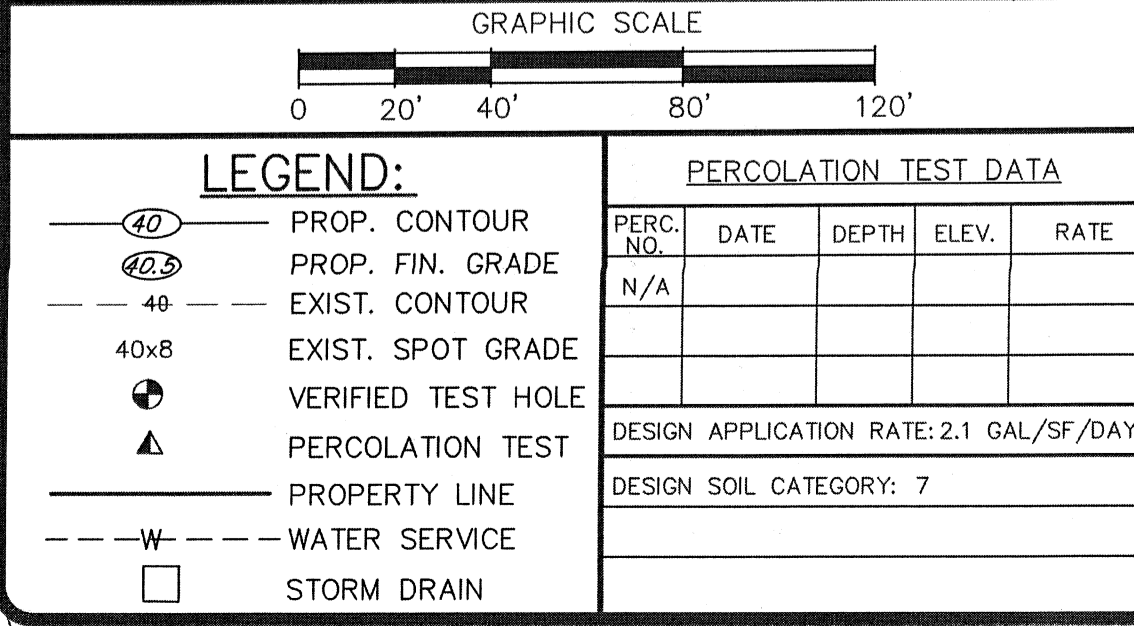 GRAPHIC SCALE
0 20' 40' 80' 120'
LEGEND:
40 PROP. CONTOUR
40.5 PROP. FIN. GRADE
40 EXIST. CONTOUR
40x8 EXIST. SPOT GRADE
VERIFIED TEST HOLE
PERCOLATION TEST
PROPERTY LINE
W WATER SERVICE
STORM DRAIN
PERCOLATION TEST DATA
PERC. NO. DATE DEPTH ELEV. RATE
N/A
DESIGN APPLICATION RATE: 2.1 GAL/SF/DAY
DESIGN SOIL CATEGORY: 7